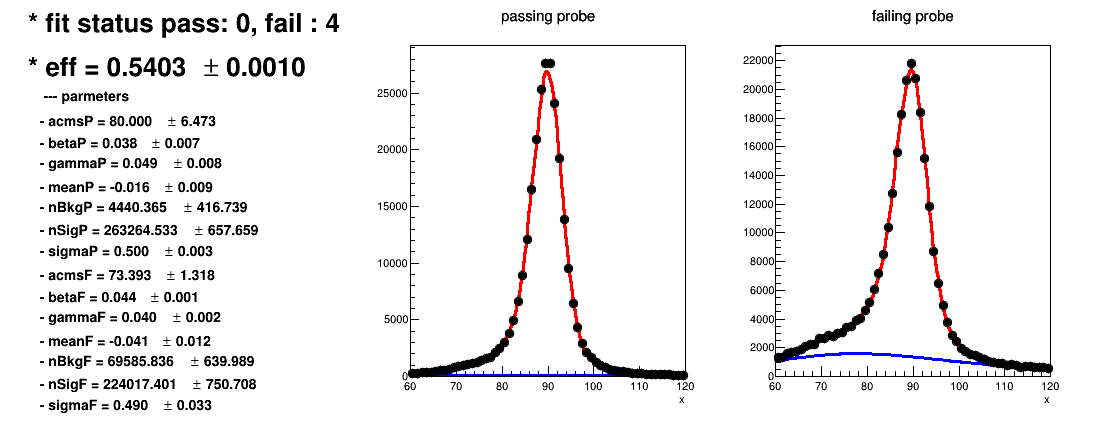 * fit status pass: 0, fail : 4
* eff = 0.5403 ± 0.0010
--- parmeters
- acmsP = 80.000 ± 6.473
- betaP = 0.038 ± 0.007
- gammaP = 0.049 ± 0.008
- meanP = -0.016 ± 0.009
- nBkgP = 4440.365 ± 416.739
- nSigP = 263264.533 ± 657.659
- sigmaP = 0.500 ± 0.003
- acmsF = 73.393 ± 1.318
- betaF = 0.044 ± 0.001
- gammaF = 0.040 ± 0.002
- meanF = -0.041 ± 0.012
- nBkgF = 69585.836 ± 639.989
- nSigF = 224017.401 ± 750.708
- sigmaF = 0.490 ± 0.033
passing probe
25000
20000
15000
10000
5000
0
60 70 80 90 100 110 120
x
failing probe
22000
20000
18000
16000
14000
12000
10000
8000
6000
4000
2000
0
60 70 80 90 100 110 120
x